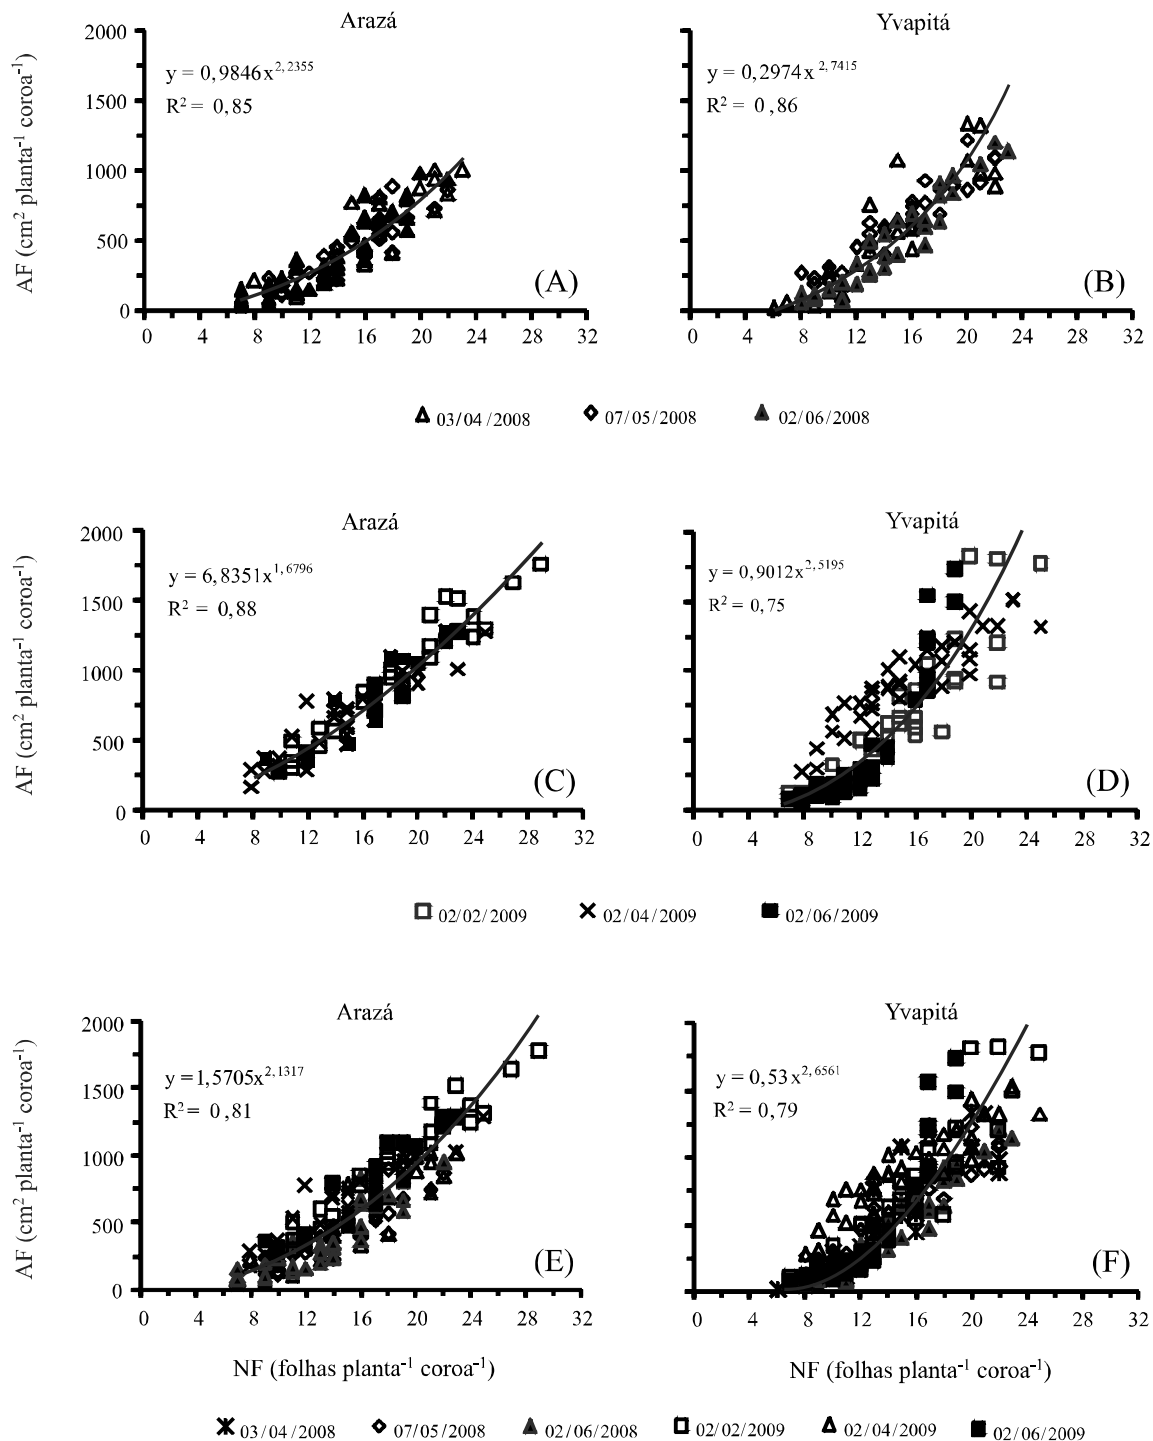 Arazá
Yvapitá
AF (cm² planta⁻¹ coroa⁻¹)
2000
1500
1000
500
0
y = 0,9846x^2,2355
R² = 0,85
(A)
0 4 8 12 16 20 24 28 32
y = 0,2974x^2,7415
R² = 0,86
(B)
0 4 8 12 16 20 24 28 32
03/04/2008 07/05/2008 02/06/2008
Arazá
Yvapitá
AF (cm² planta⁻¹ coroa⁻¹)
2000
1500
1000
500
0
y = 6,8351x^1,6796
R² = 0,88
(C)
0 4 8 12 16 20 24 28 32
y = 0,9012x^2,5195
R² = 0,75
(D)
0 4 8 12 16 20 24 28 32
02/02/2009 02/04/2009 02/06/2009
Arazá
Yvapitá
AF (cm² planta⁻¹ coroa⁻¹)
2000
1500
1000
500
0
y =1,5705x^2,1317
R² = 0,81
(E)
0 4 8 12 16 20 24 28 32
y = 0,53x^2,6561
R² = 0,79
(F)
0 4 8 12 16 20 24 28 32
NF (folhas planta⁻¹ coroa⁻¹)
NF (folhas planta⁻¹ coroa⁻¹)
03/04/2008 07/05/2008 02/06/2008 02/02/2009 02/04/2009 02/06/2009